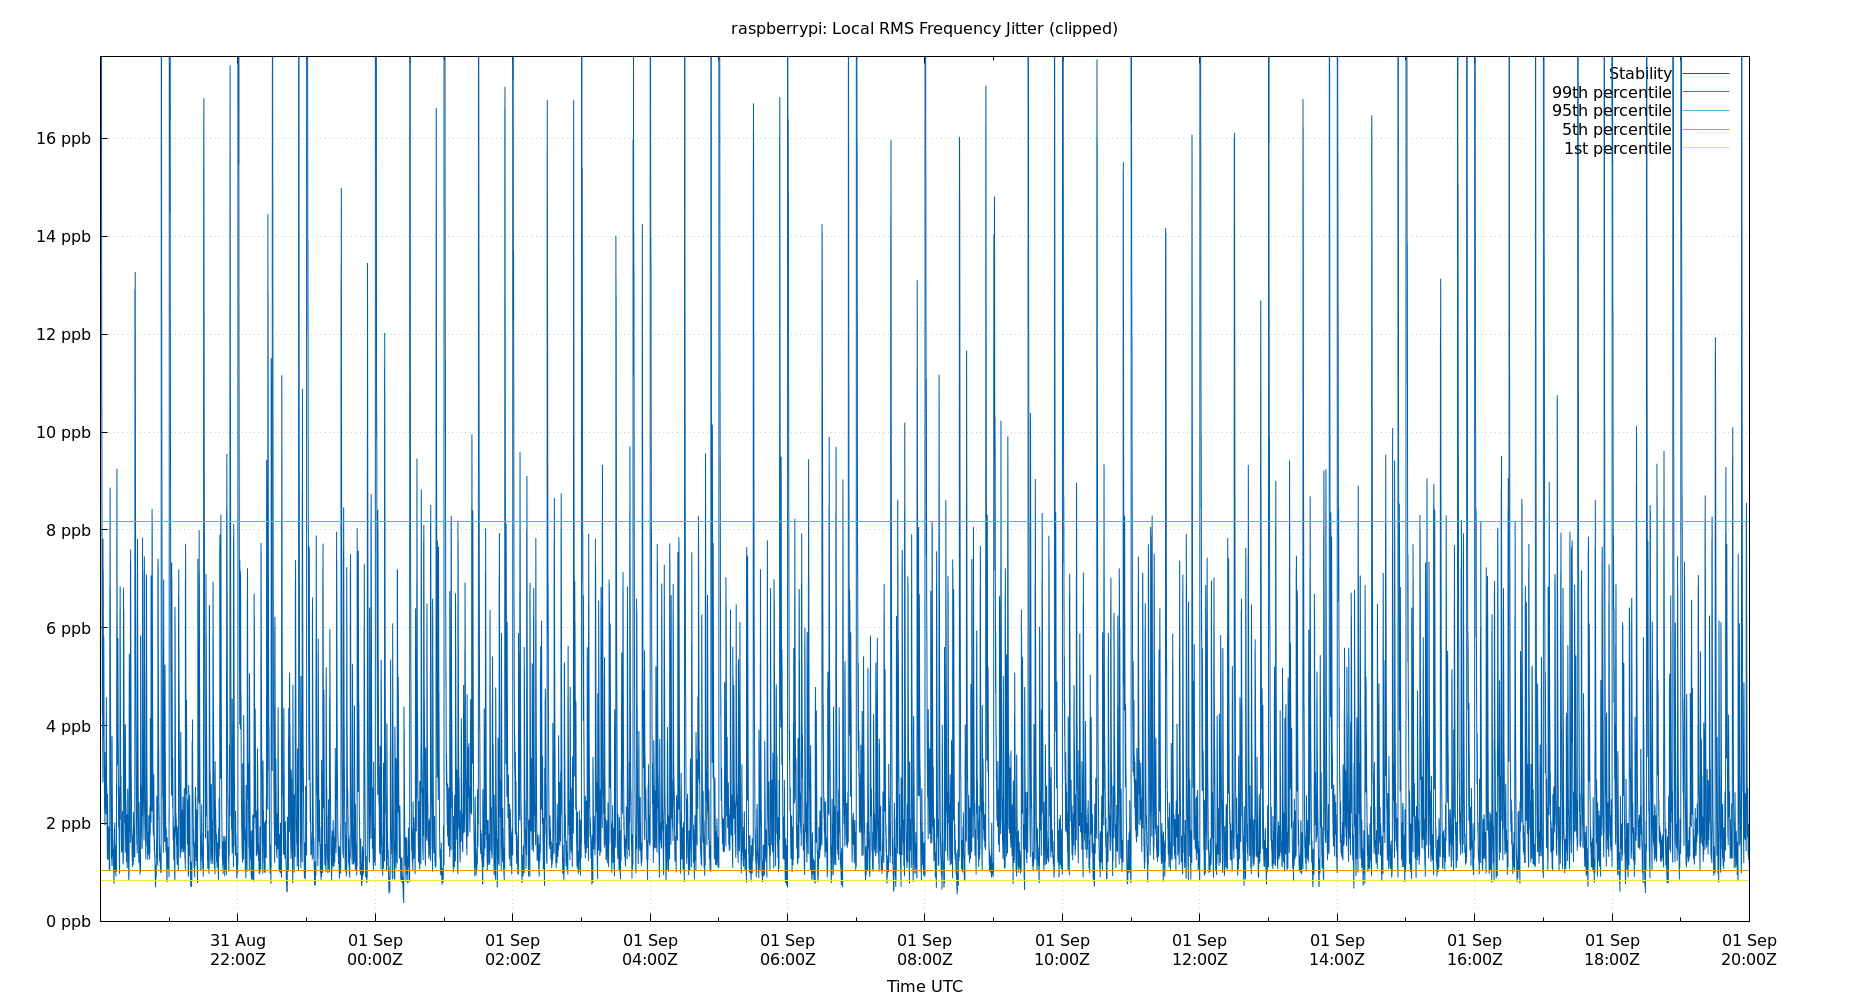 raspberrypi: Local RMS Frequency Jitter (clipped)
Stability
99th percentile
95th percentile
5th percentile
1st percentile
16 ppb
14 ppb
12 ppb
10 ppb
8 ppb
6 ppb
4 ppb
2 ppb
0 ppb
31 Aug 01 Sep 01 Sep 01 Sep 01 Sep 01 Sep 01 Sep 01 Sep 01 Sep 01 Sep 01 Sep 01 Sep
22:00Z 00:00Z 02:00Z 04:00Z 06:00Z 08:00Z 10:00Z 12:00Z 14:00Z 16:00Z 18:00Z 20:00Z
Time UTC